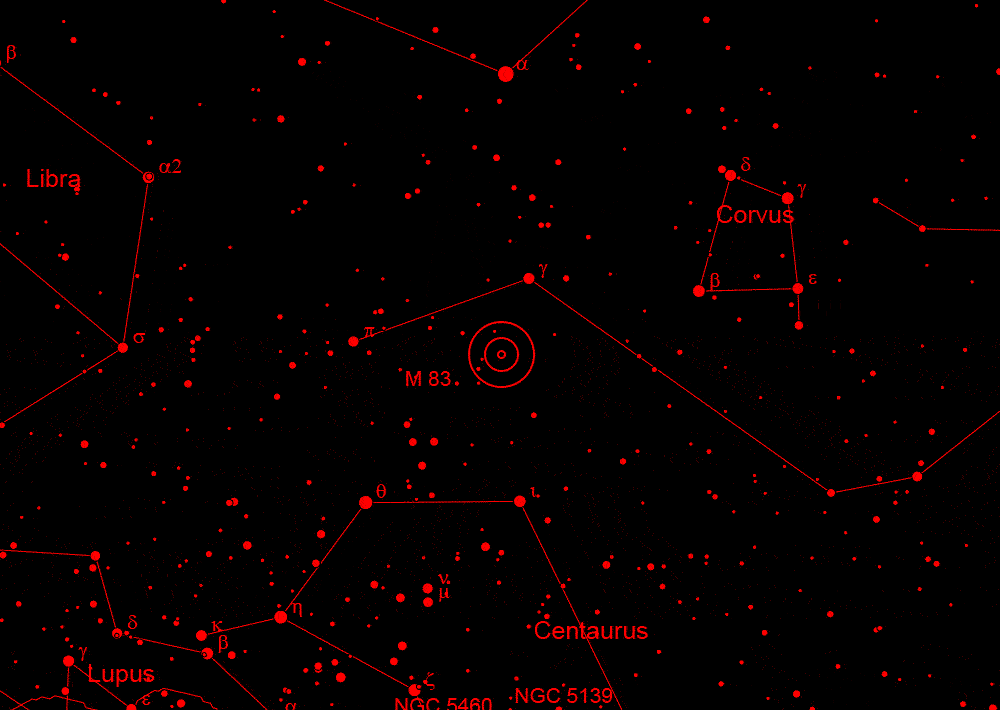 β
α
α2
δ
Libra
γ
Corvus
γ
β
ε
π
σ
M 83
θ
ι
ν
μ
η
δ
κ
Centaurus
β
γ
Lupus
ζ
NGC 5139
ε
α
NGC 5460